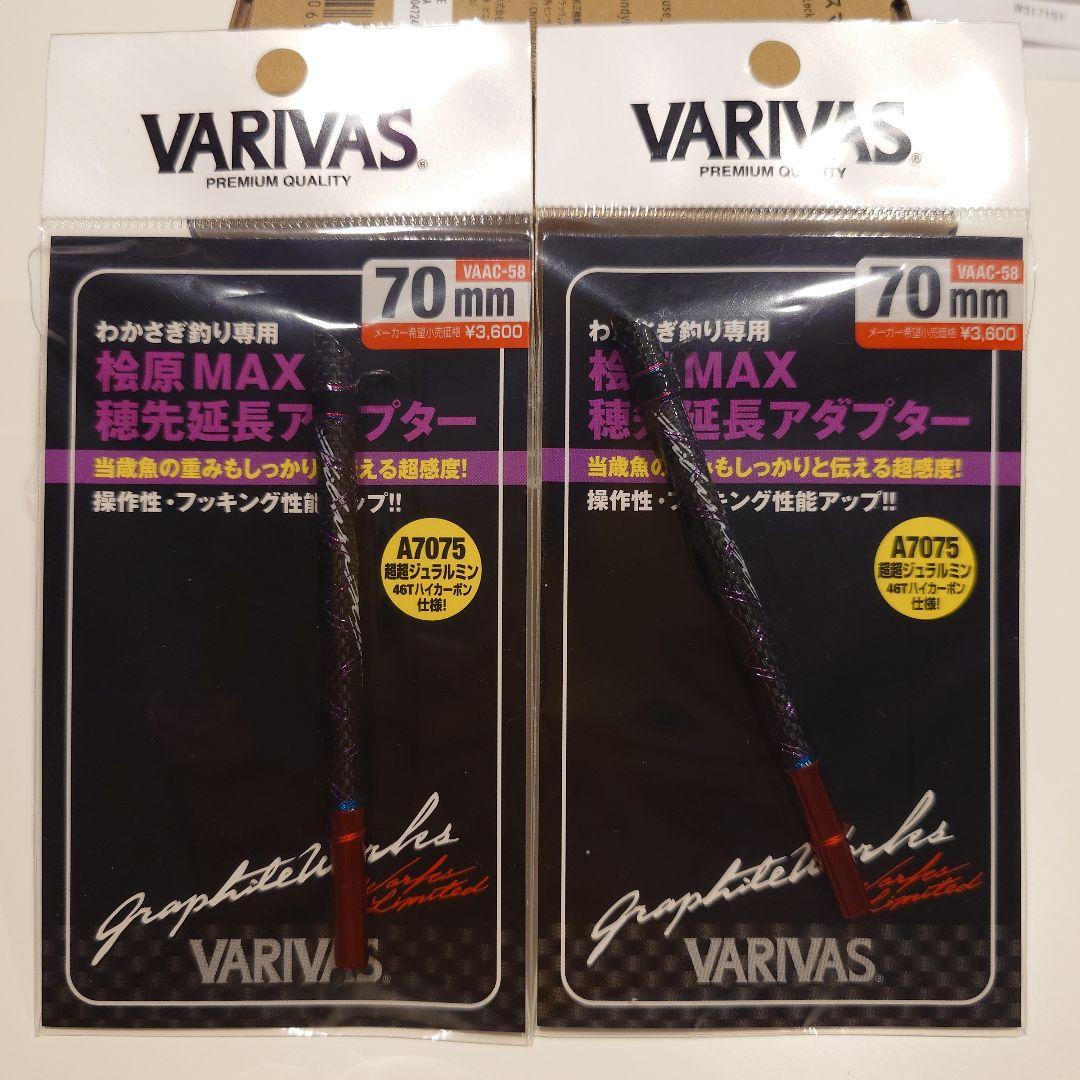 VARIVAS®
PREMIUM QUALITY
70mm
VAAC-58
メーカー希望小売価格 ¥3,600
わかさぎ釣り専用
桧原MAX
穂先延長アプター
当歳魚の重みもしっかり える超感度!
操作性・フッキング性能 ップ!!
A7075
超超ジュラルミン
46Tハイカーボン
仕様!
GraphiteWorks
Works
Limited
VARIVAS®
VARIVAS®
PREMIUM QUALITY
70mm
VAAC-58
メーカー希望小売価格 ¥3,600
わかさぎ釣り専用
桧 MAX
穂先延長アダプター
当歳魚の みもしっかりと伝える超感度!
操作性・フッキング性能アップ!!
A7075
超超ジュラルミン
46Tハイカーボン
仕様!
GraphiteWorks
Works
Limited
VARIVAS®